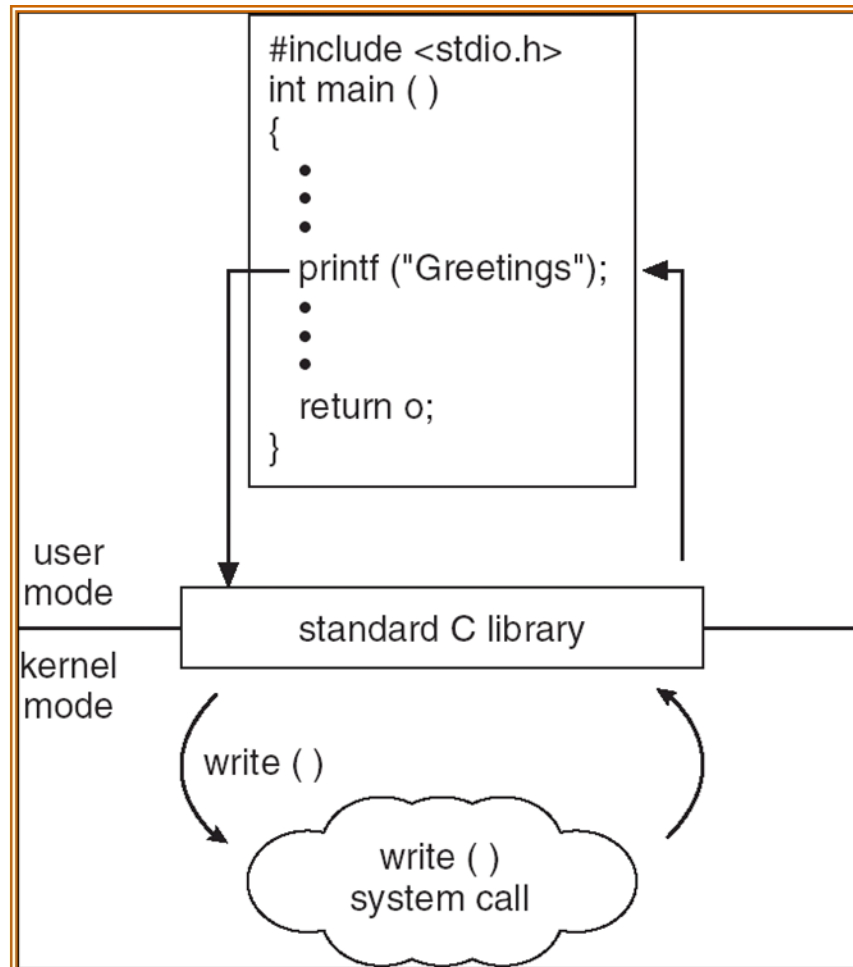 #include <stdio.h>
int main ( )
{
•
•
•
printf ("Greetings");
•
•
•
return o;
}
user
mode
standard C library
kernel
mode
write ( )
write ( )
system call